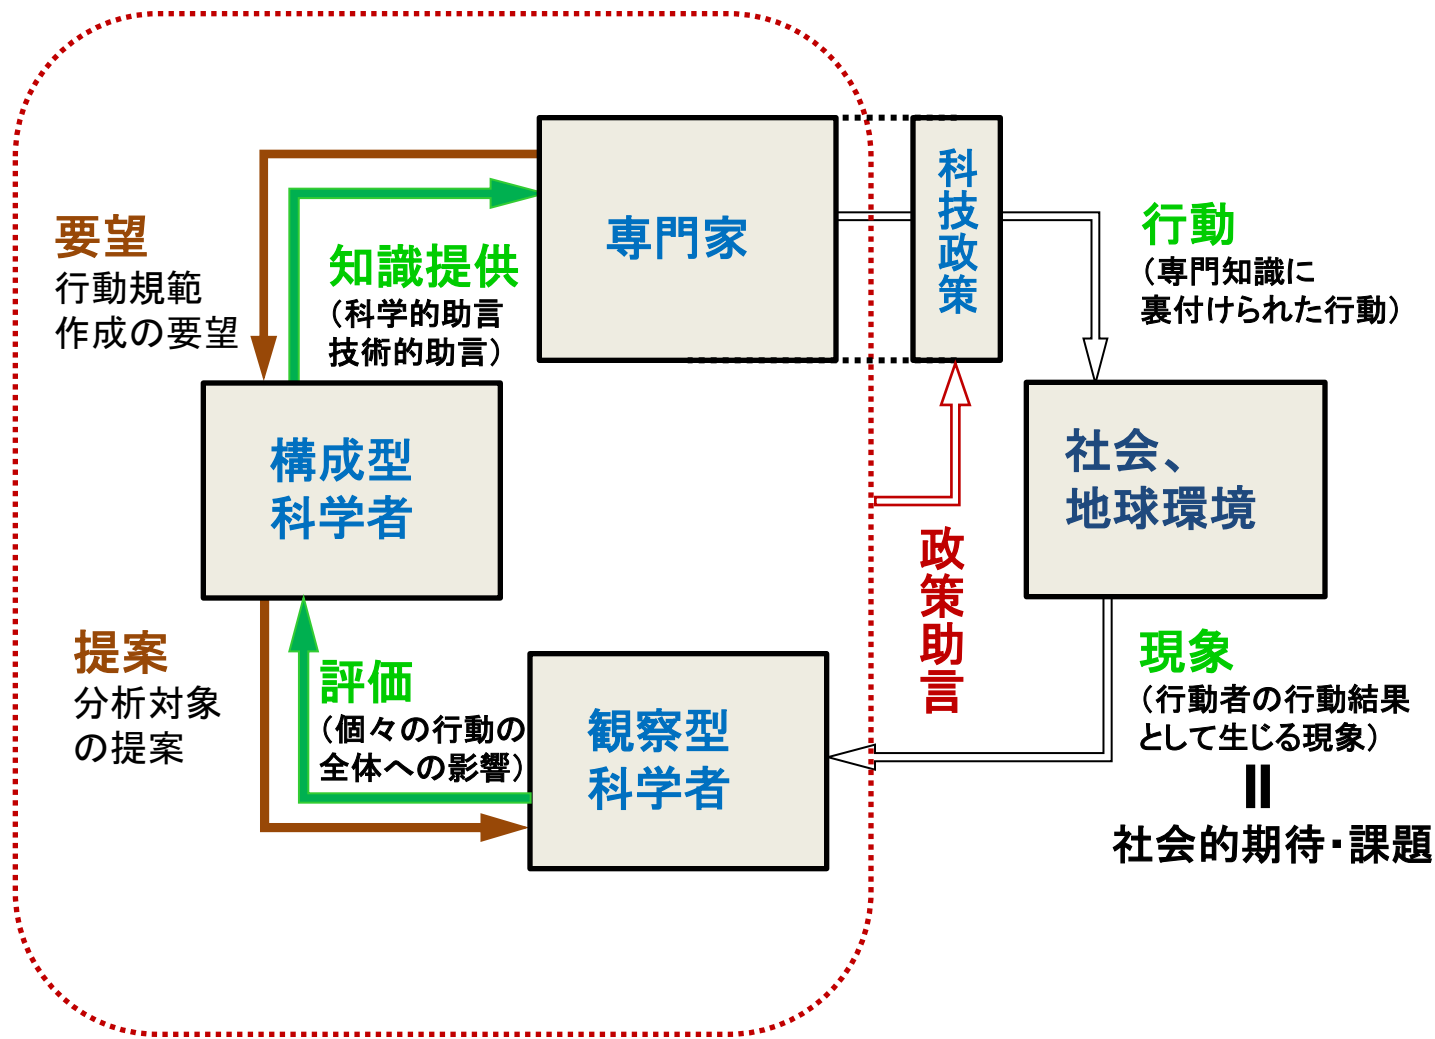 専門家
科技政策
要望
行動規範
作成の要望
知識提供
（科学的助言
技術的助言）
行動
（専門知識に
裏付けられた行動）
構成型
科学者
社会、
地球環境
政策助言
提案
分析対象
の提案
評価
（個々の行動の
全体への影響）
観察型
科学者
現象
（行動者の行動結果
として生じる現象）
＝
社会的期待・課題